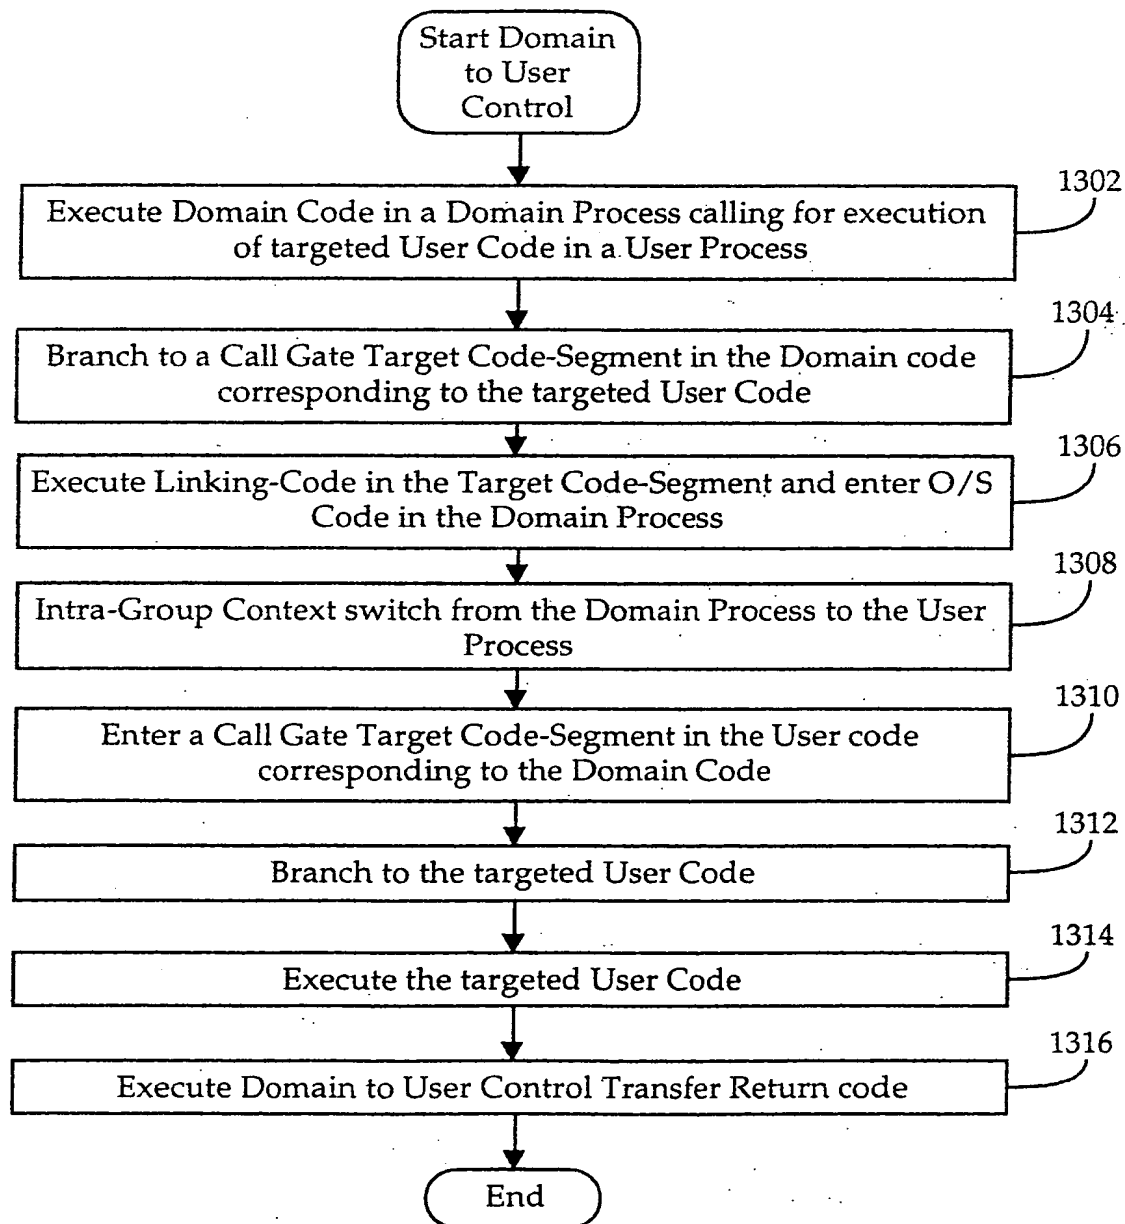 Start Domain
to User
Control
1302
Execute Domain Code in a Domain Process calling for execution
of targeted User Code in a User Process
1304
Branch to a Call Gate Target Code-Segment in the Domain code
corresponding to the targeted User Code
1306
Execute Linking-Code in the Target Code-Segment and enter O/S
Code in the Domain Process
1308
Intra-Group Context switch from the Domain Process to the User
Process
1310
Enter a Call Gate Target Code-Segment in the User code
corresponding to the Domain Code
1312
Branch to the targeted User Code
1314
Execute the targeted User Code
1316
Execute Domain to User Control Transfer Return code
End